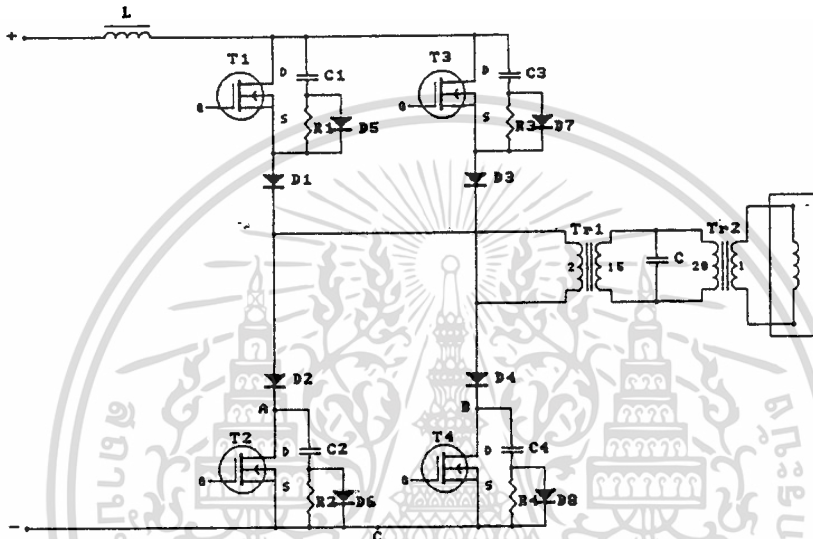 L
+
T1
D
C1
G
S
R1
D5
T3
D
C3
G
S
R3
D7
D1
D3
Tr1
2
15
C
Tr2
20
1
D2
D4
A
B
T2
D
C2
G
S
R2
D6
T4
D
C4
G
S
R4
D8
-
C